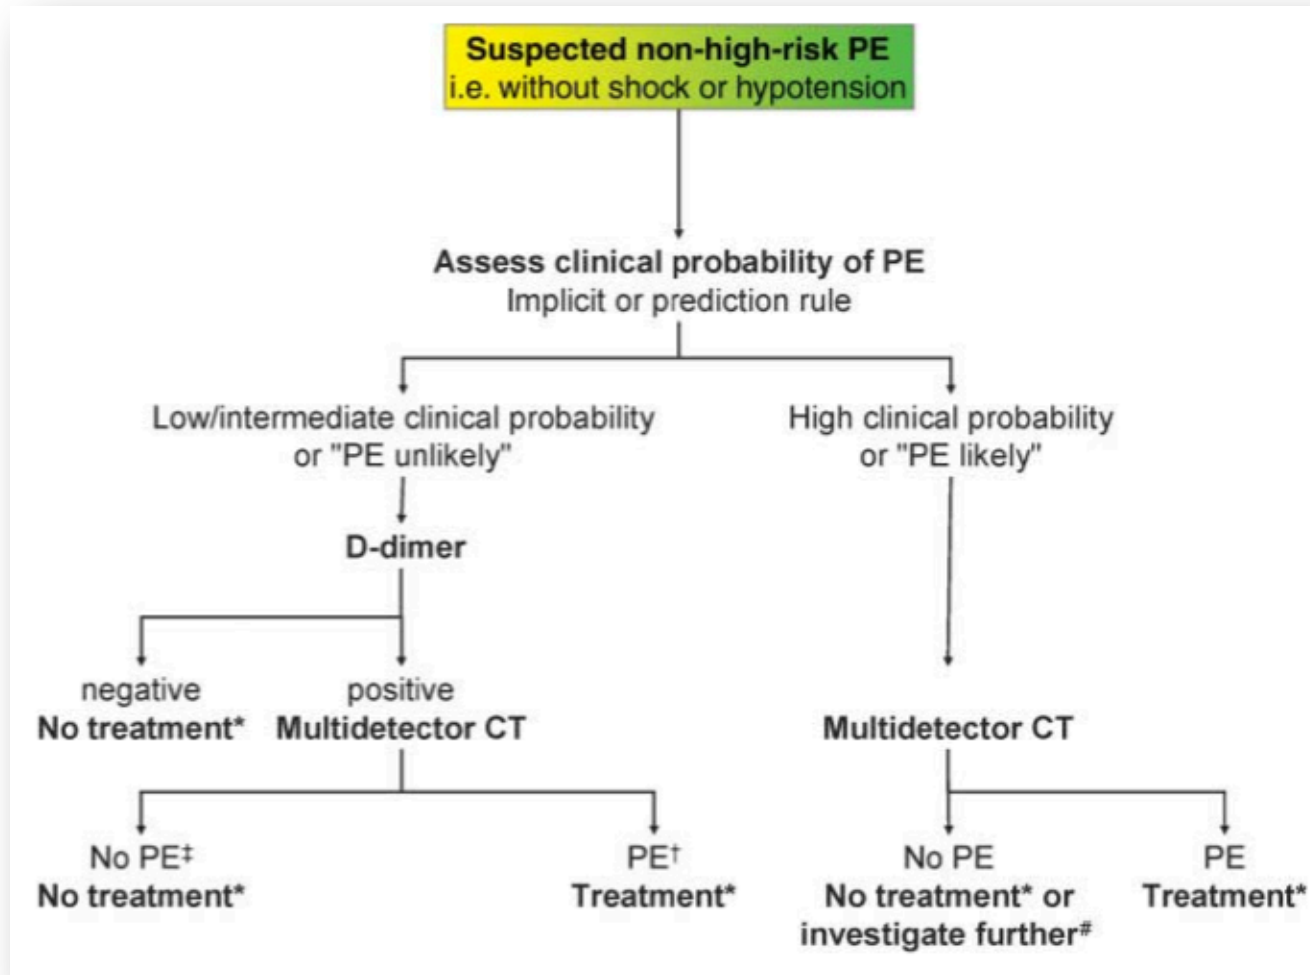 Suspected non-high-risk PE
i.e. without shock or hypotension
Assess clinical probability of PE
Implicit or prediction rule
Low/intermediate clinical probability
or "PE unlikely"
High clinical probability
or "PE likely"
D-dimer
negative
No treatment*
positive
Multidetector CT
Multidetector CT
No PE‡
No treatment*
PE†
Treatment*
No PE
No treatment* or
investigate further#
PE
Treatment*